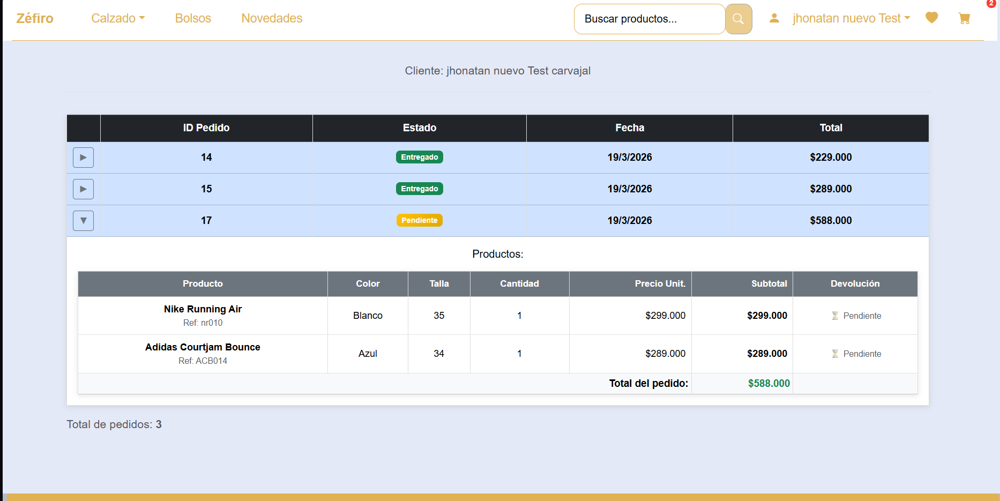 2
Zéfiro Calzado Bolsos Novedades Buscar productos... jhonatan nuevo Test
Cliente: jhonatan nuevo Test carvajal
ID Pedido Estado Fecha Total
14 Entregado 19/3/2026 $229.000
15 Entregado 19/3/2026 $289.000
17 Pendiente 19/3/2026 $588.000
Productos:
Producto Color Talla Cantidad Precio Unit. Subtotal Devolución
Nike Running Air
Ref: nr010
Blanco 35 1 $299.000 $299.000 ⏳ Pendiente
Adidas Courtjam Bounce
Ref: ACB014
Azul 34 1 $289.000 $289.000 ⏳ Pendiente
Total del pedido: $588.000
Total de pedidos: 3